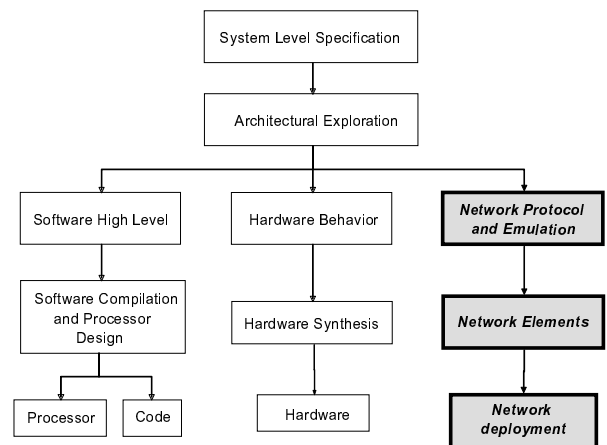 System Level Specification
Architectural Exploration
Software High Level
Hardware Behavior
Network Protocol
and Emulation
Software Compilation
and Processor
Design
Hardware Synthesis
Network Elements
Processor
Code
Hardware
Network
deployment